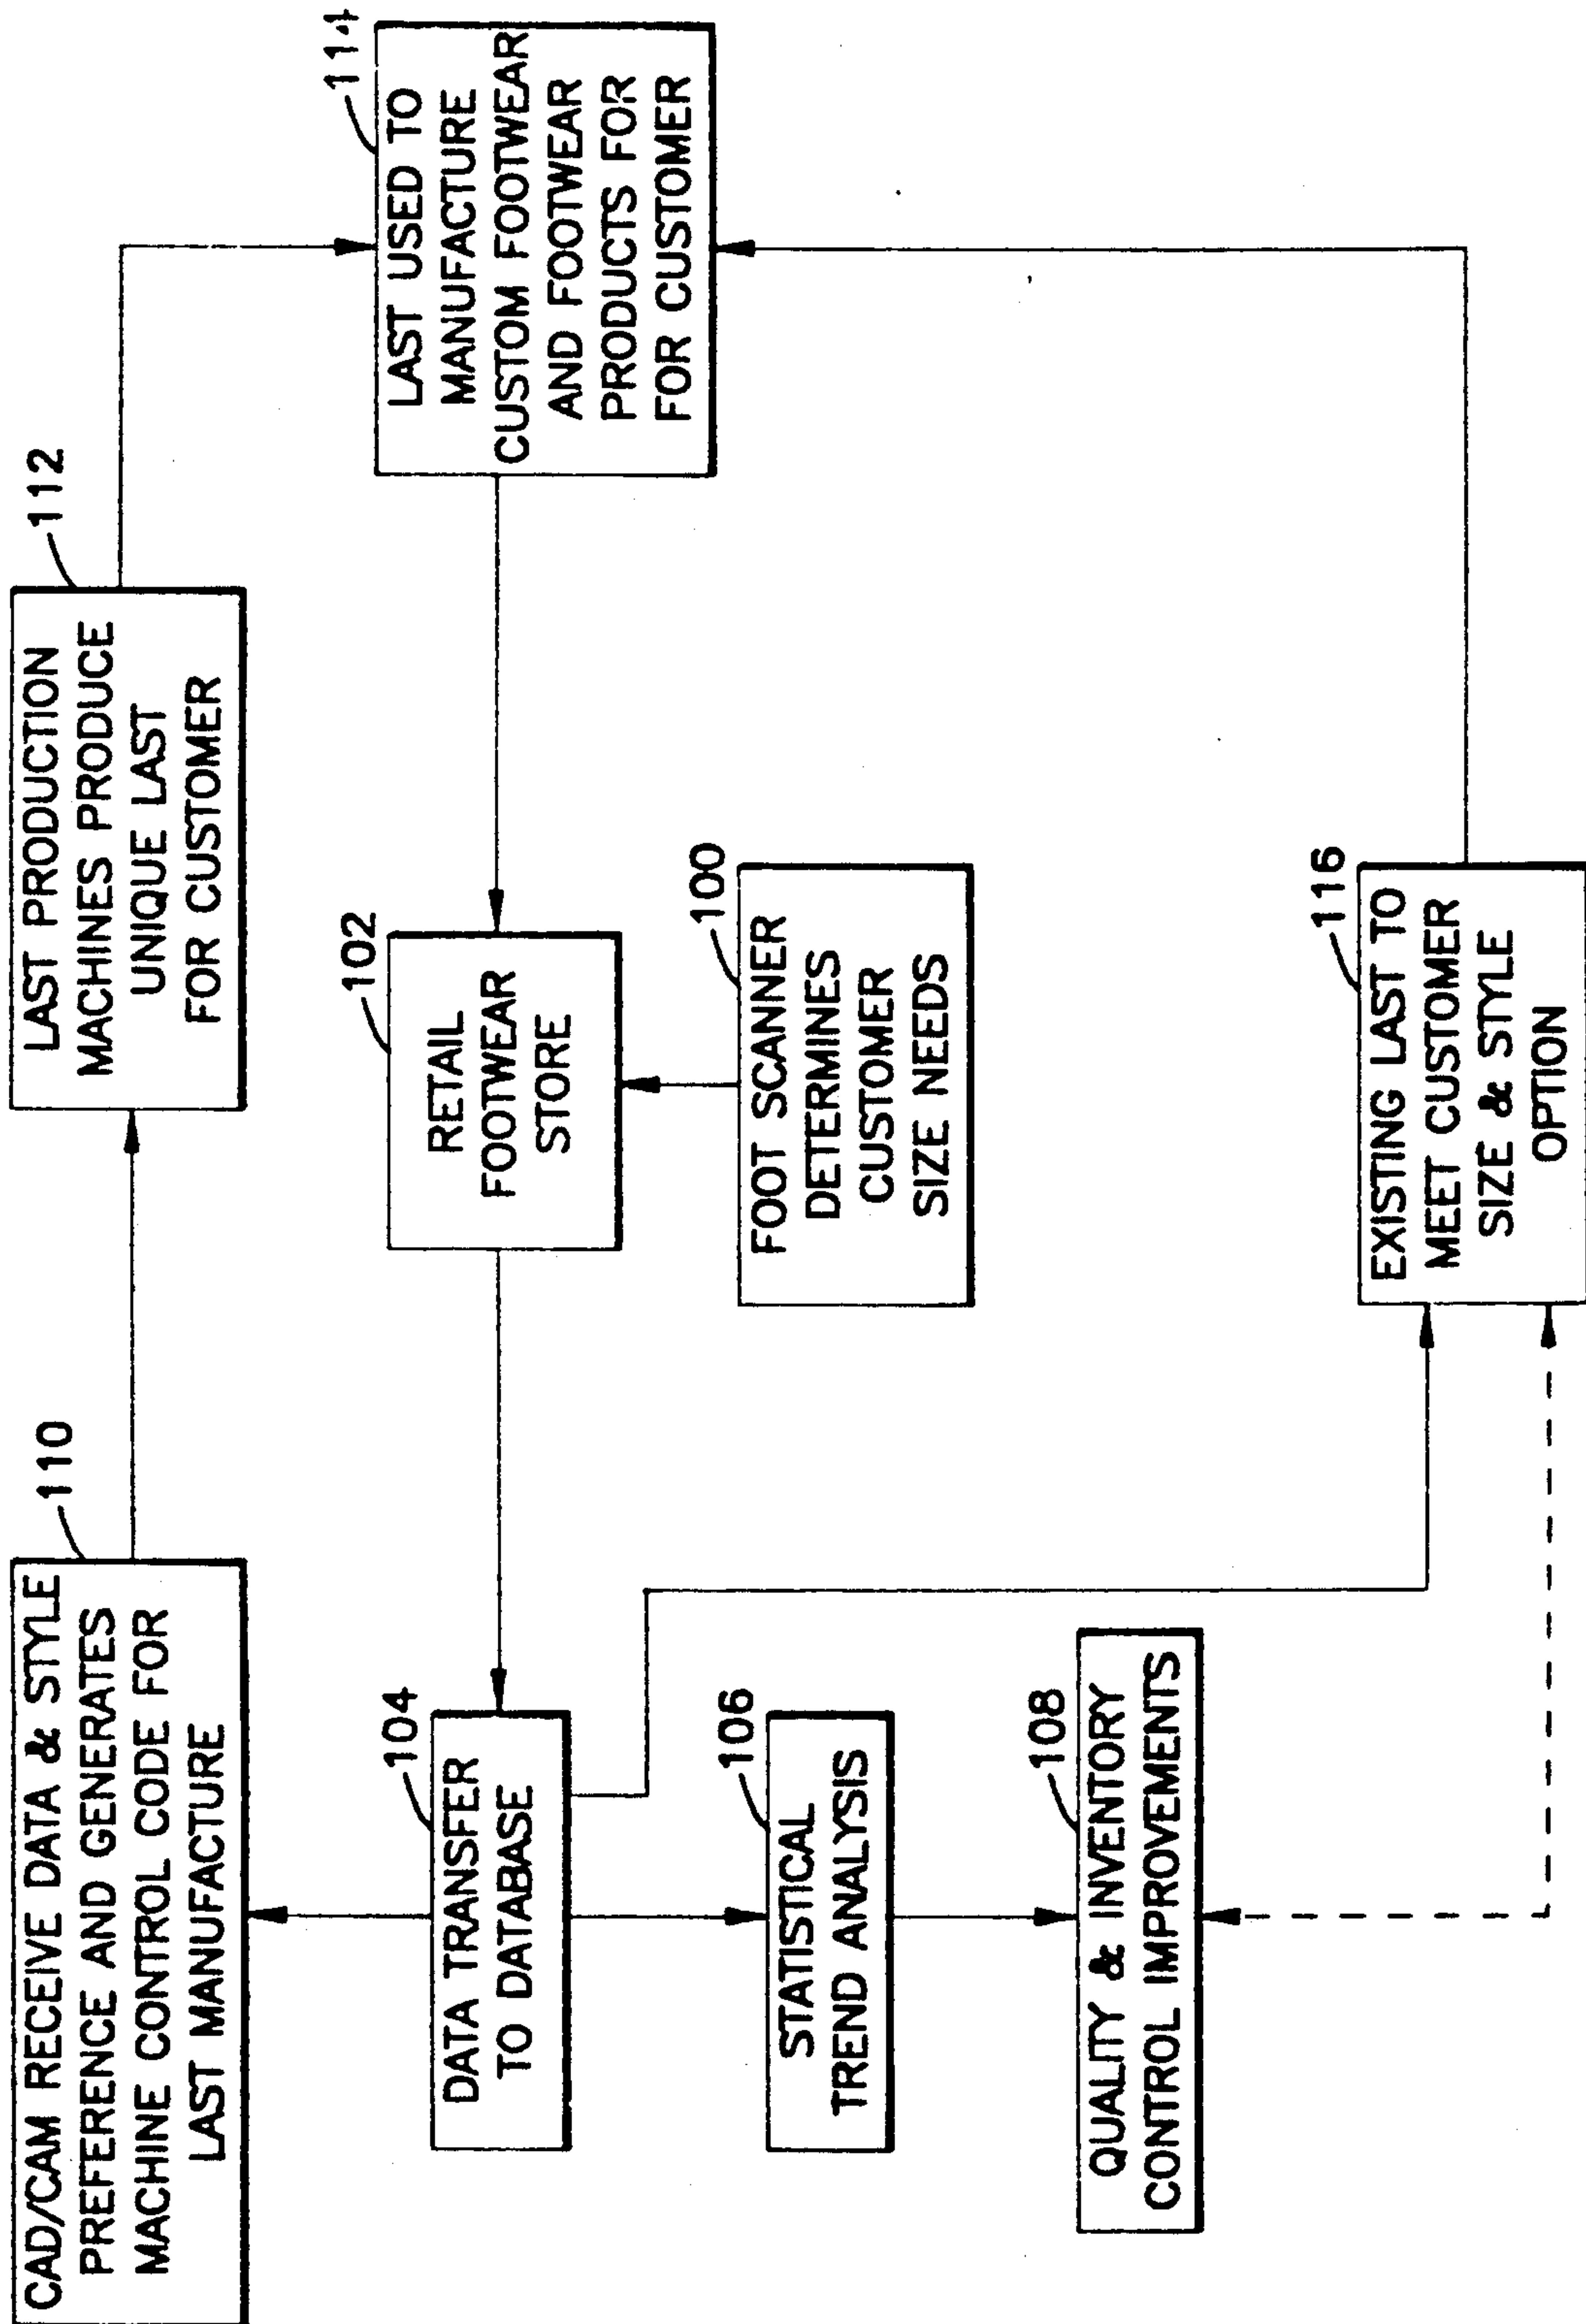 CAD/CAM RECEIVE DATA & STYLE
PREFERENCE AND GENERATES
MACHINE CONTROL CODE FOR
LAST MANUFACTURE
110
LAST PRODUCTION
MACHINES PRODUCE
UNIQUE LAST
FOR CUSTOMER
112
LAST USED TO
MANUFACTURE
CUSTOM FOOTWEAR
AND FOOTWEAR
PRODUCTS FOR
FOR CUSTOMER
114
DATA TRANSFER
TO DATABASE
104
RETAIL
FOOTWEAR
STORE
102
STATISTICAL
TREND ANALYSIS
106
FOOT SCANNER
DETERMINES
CUSTOMER
SIZE NEEDS
100
QUALITY & INVENTORY
CONTROL IMPROVEMENTS
108
EXISTING LAST TO
MEET CUSTOMER
SIZE & STYLE
OPTION
116